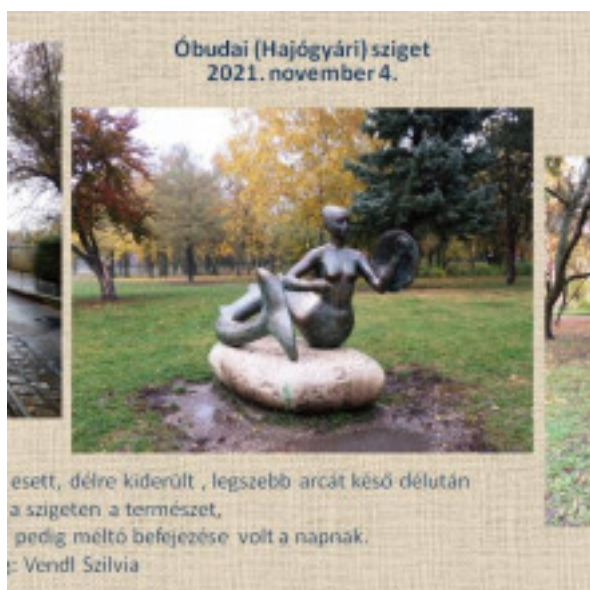 Óbudai (Hajógyári) sziget
2021. november 4.
esett, délre kiderült , legszebb arcát késő délután
a szigeten a természet,
pedig méltó befejezése volt a napnak.
g: Vendl Szilvia